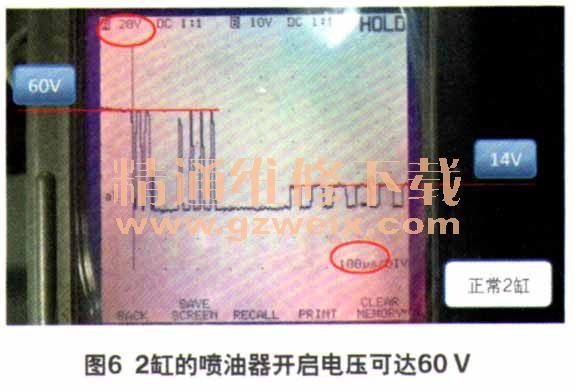 A 20V DC 1:1 B 10V DC 1:1 HOLD
60V
14V
精通维修下载
www.gzweix.com
100µs/DIV
正常2缸
BACK SAVE SCREEN RECALL PRINT CLEAR MEMORY
图6 2缸的喷油器开启电压可达60 V